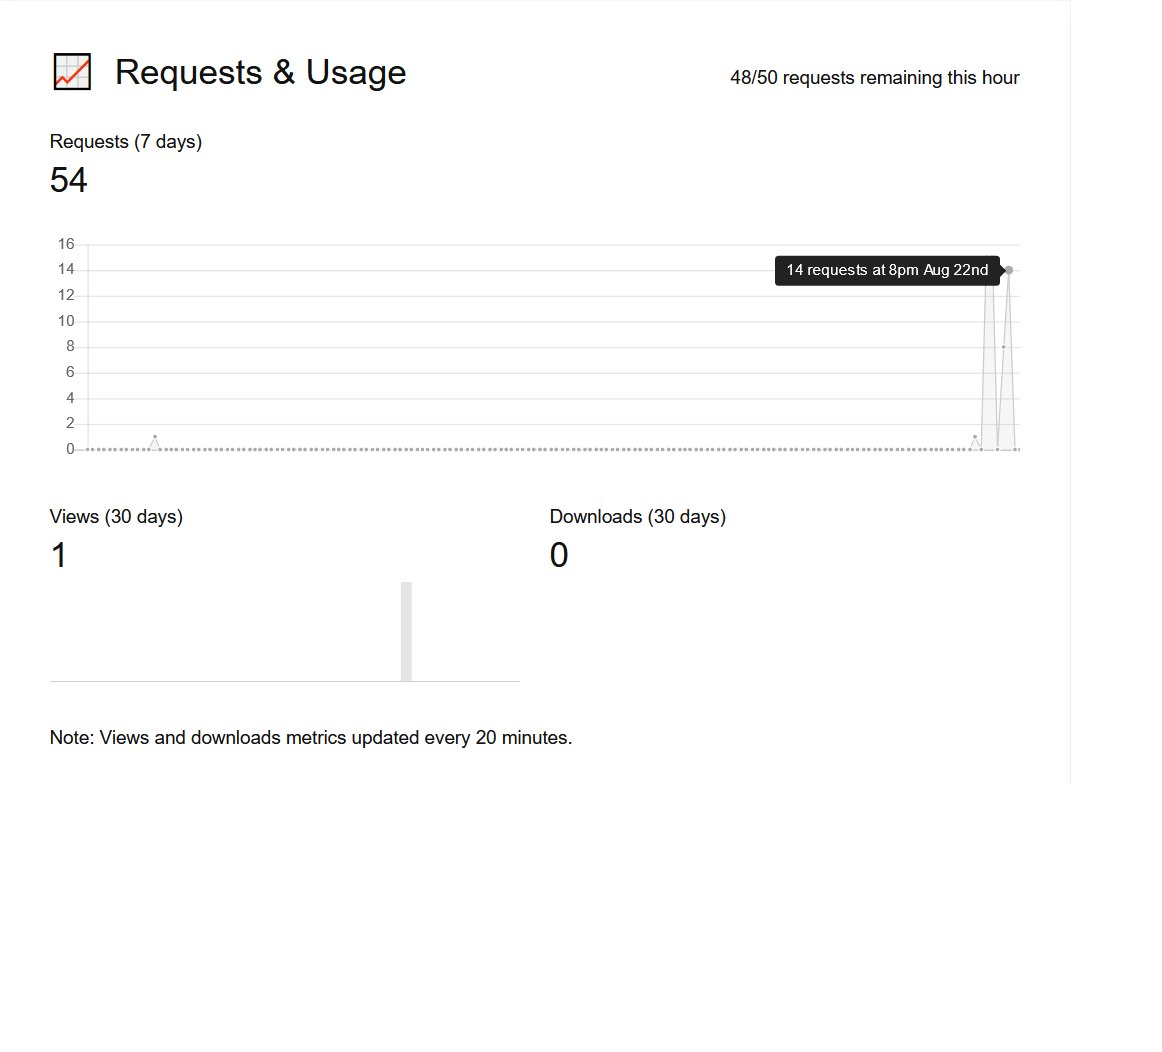 Requests & Usage
48/50 requests remaining this hour
Requests (7 days)
54
16
14
14 requests at 8pm Aug 22nd
12
10
8
6
4
2
0
Views (30 days)
1
Downloads (30 days)
0
Note: Views and downloads metrics updated every 20 minutes.